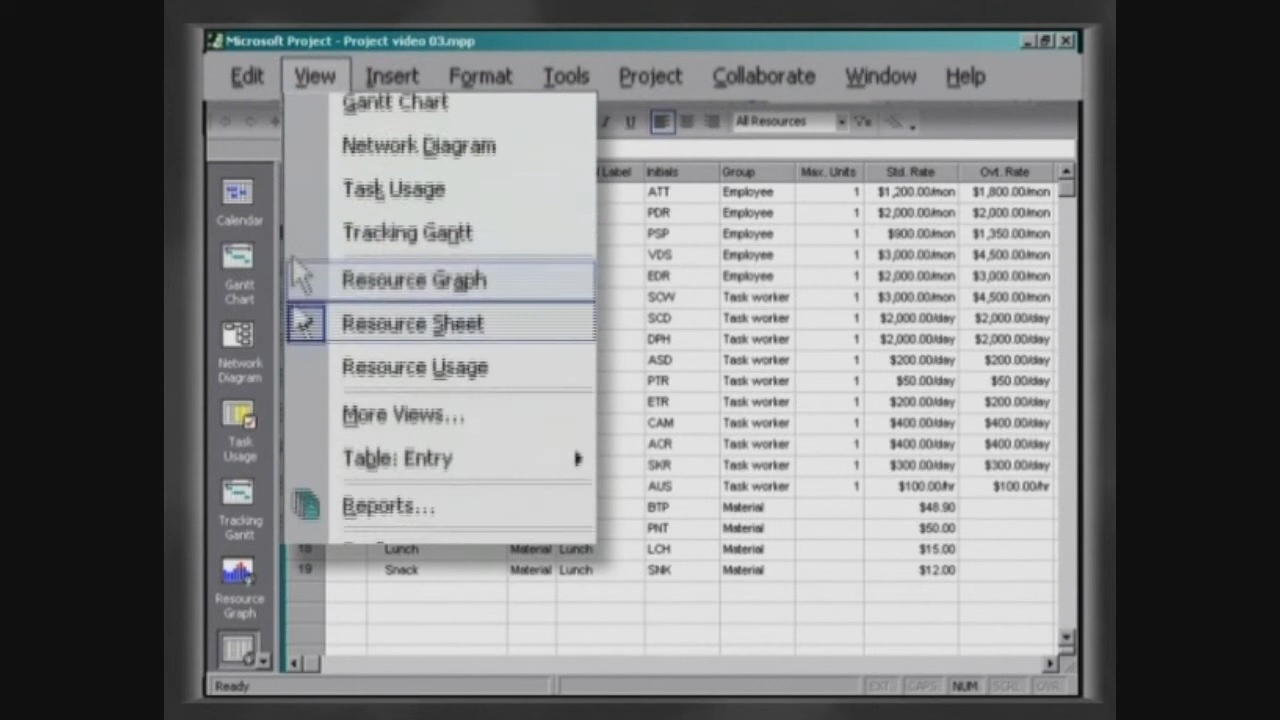 Microsoft Project - Project video 03.mpp
Edit View Insert Format Tools Project Collaborate Window Help
U All Resources
Gantt Chart
Network Diagram
Task Usage
Tracking Gantt
Resource Graph
Resource Sheet
Resource Usage
More Views...
Table: Entry
Reports...
Calendar
Gantt
Chart
Network
Diagram
Task
Usage
Tracking
Gantt
Resource
Graph
Label Initials Group Max. Units Std. Rate Ovt. Rate
ATT Employee 1 $1,200.00/mon $1,800.00/mon
PDR Employee 1 $2,000.00/mon $2,000.00/mon
PSP Employee 1 $900.00/mon $1,350.00/mon
VDS Employee 1 $3,000.00/mon $4,500.00/mon
EDR Employee 1 $2,000.00/mon $3,000.00/mon
SCW Task worker 1 $3,000.00/mon $4,500.00/mon
SCD Task worker 1 $2,000.00/day $2,000.00/day
DPH Task worker 1 $2,000.00/day $2,000.00/day
ASD Task worker 1 $200.00/day $200.00/day
PTR Task worker 1 $50.00/day $50.00/day
ETR Task worker 1 $200.00/day $200.00/day
CAM Task worker 1 $400.00/day $400.00/day
ACR Task worker 1 $400.00/day $400.00/day
SKR Task worker 1 $300.00/day $300.00/day
AUS Task worker 1 $100.00/hr $100.00/hr
BTP Material $48.90
PNT Material $50.00
18 Lunch Material Lunch LCH Material $15.00
19 Snack Material Lunch SNK Material $12.00
Ready EXT CAPS NUM SCRL OVR